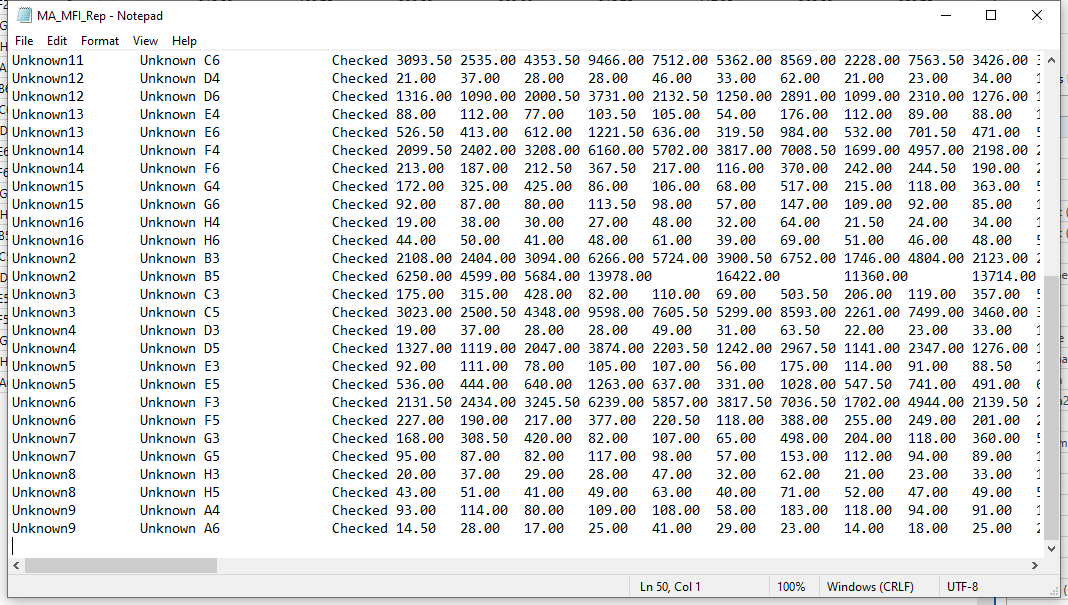 MA_MFI_Rep - Notepad
File Edit Format View Help
Unknown11 Unknown C6 Checked 3093.50 2535.00 4353.50 9466.00 7512.00 5362.00 8569.00 2228.00 7563.50 3426.00
Unknown12 Unknown D4 Checked 21.00 37.00 28.00 28.00 46.00 33.00 62.00 21.00 23.00 34.00
Unknown12 Unknown D6 Checked 1316.00 1090.00 2000.50 3731.00 2132.50 1250.00 2891.00 1099.00 2310.00 1276.00
Unknown13 Unknown E4 Checked 88.00 112.00 77.00 103.50 105.00 54.00 176.00 112.00 89.00 88.00
Unknown13 Unknown E6 Checked 526.50 413.00 612.00 1221.50 636.00 319.50 984.00 532.00 701.50 471.00
Unknown14 Unknown F4 Checked 2099.50 2402.00 3208.00 6160.00 5702.00 3817.00 7008.50 1699.00 4957.00 2198.00
Unknown14 Unknown F6 Checked 213.00 187.00 212.50 367.50 217.00 116.00 370.00 242.00 244.50 190.00
Unknown15 Unknown G4 Checked 172.00 325.00 425.00 86.00 106.00 68.00 517.00 215.00 118.00 363.00
Unknown15 Unknown G6 Checked 92.00 87.00 80.00 113.50 98.00 57.00 147.00 109.00 92.00 85.00
Unknown16 Unknown H4 Checked 19.00 38.00 30.00 27.00 48.00 32.00 64.00 21.50 24.00 34.00
Unknown16 Unknown H6 Checked 44.00 50.00 41.00 48.00 61.00 39.00 69.00 51.00 46.00 48.00
Unknown2 Unknown B3 Checked 2108.00 2404.00 3094.00 6266.00 5724.00 3900.50 6752.00 1746.00 4804.00 2123.00
Unknown2 Unknown B5 Checked 6250.00 4599.00 5684.00 13978.00 16422.00 11360.00 13714.00
Unknown3 Unknown C3 Checked 175.00 315.00 428.00 82.00 110.00 69.00 503.50 206.00 119.00 357.00
Unknown3 Unknown C5 Checked 3023.00 2500.50 4348.00 9598.00 7605.50 5299.00 8593.00 2261.00 7499.00 3460.00
Unknown4 Unknown D3 Checked 19.00 37.00 28.00 28.00 49.00 31.00 63.50 22.00 23.00 33.00
Unknown4 Unknown D5 Checked 1327.00 1119.00 2047.00 3874.00 2203.50 1242.00 2967.50 1141.00 2347.00 1276.00
Unknown5 Unknown E3 Checked 92.00 111.00 78.00 105.00 107.00 56.00 175.00 114.00 91.00 88.50
Unknown5 Unknown E5 Checked 536.00 444.00 640.00 1263.00 637.00 331.00 1028.00 547.50 741.00 491.00
Unknown6 Unknown F3 Checked 2131.50 2434.00 3245.50 6239.00 5857.00 3817.50 7036.50 1702.00 4944.00 2139.50
Unknown6 Unknown F5 Checked 227.00 190.00 217.00 377.00 220.50 118.00 388.00 255.00 249.00 201.00
Unknown7 Unknown G3 Checked 168.00 308.50 420.00 82.00 107.00 65.00 498.00 204.00 118.00 360.00
Unknown7 Unknown G5 Checked 95.00 87.00 82.00 117.00 98.00 57.00 153.00 112.00 94.00 89.00
Unknown8 Unknown H3 Checked 20.00 37.00 29.00 28.00 47.00 32.00 62.00 21.00 23.00 33.00
Unknown8 Unknown H5 Checked 43.00 51.00 41.00 49.00 63.00 40.00 71.00 52.00 47.00 49.00
Unknown9 Unknown A4 Checked 93.00 114.00 80.00 109.00 108.00 58.00 183.00 118.00 94.00 91.00
Unknown9 Unknown A6 Checked 14.50 28.00 17.00 25.00 41.00 29.00 23.00 14.00 18.00 25.00
Ln 50, Col 1 100% Windows (CRLF) UTF-8